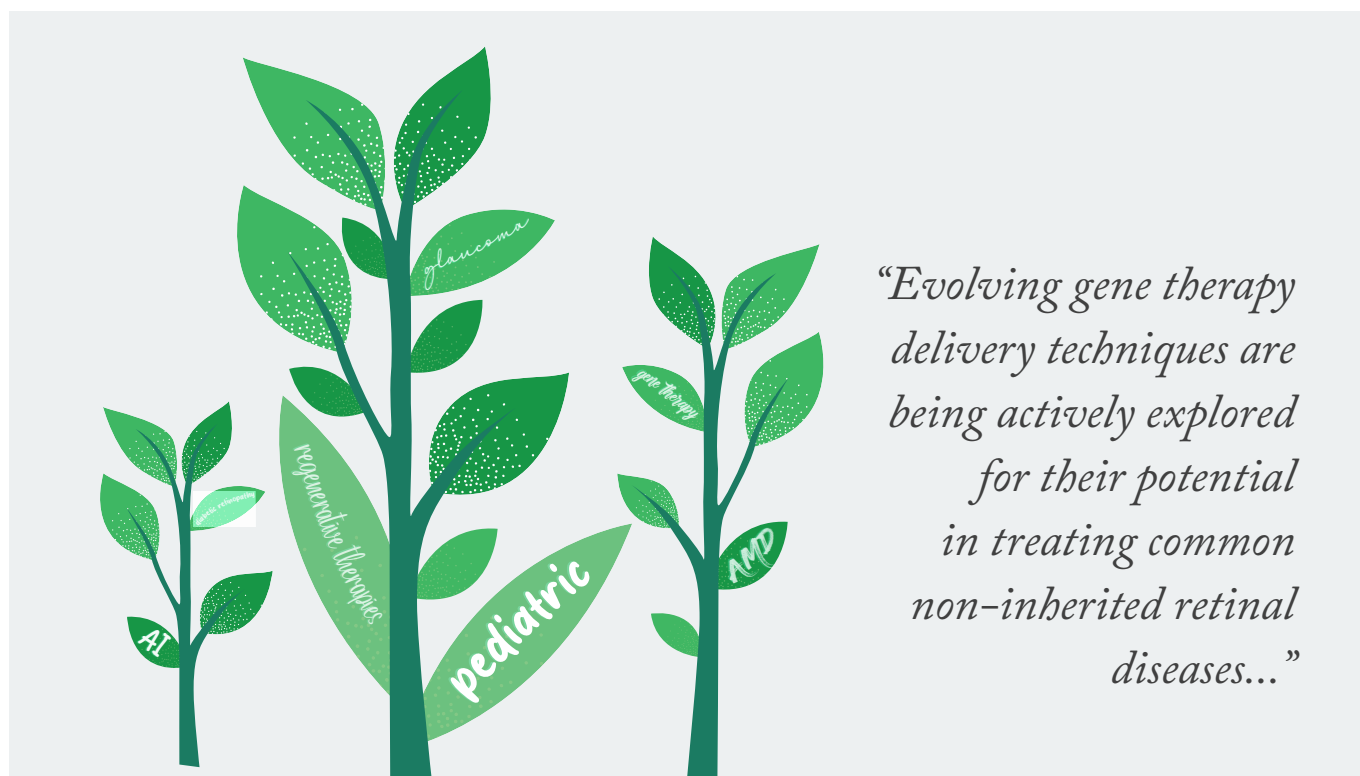 glaucoma
regenerative therapies
pediatric
AI
gene therapy
AMD
“Evolving gene therapy
delivery techniques are
being actively explored
for their potential
in treating common
non-inherited retinal
diseases...”